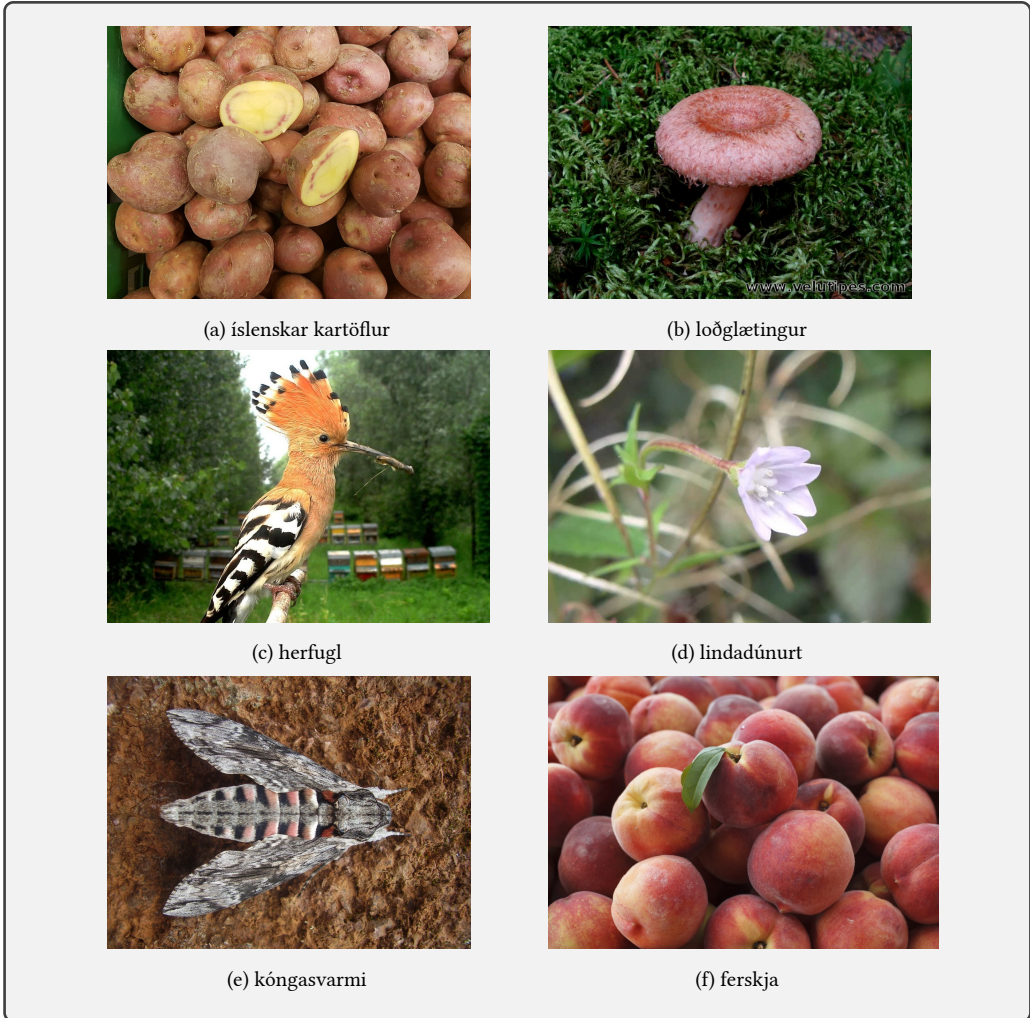 www.velutipes.com
(a) íslenskar kartöflur
(b) loðglætingur
(c) herfugl
(d) lindadúnurt
(e) kóngasvarmi
(f) ferskja